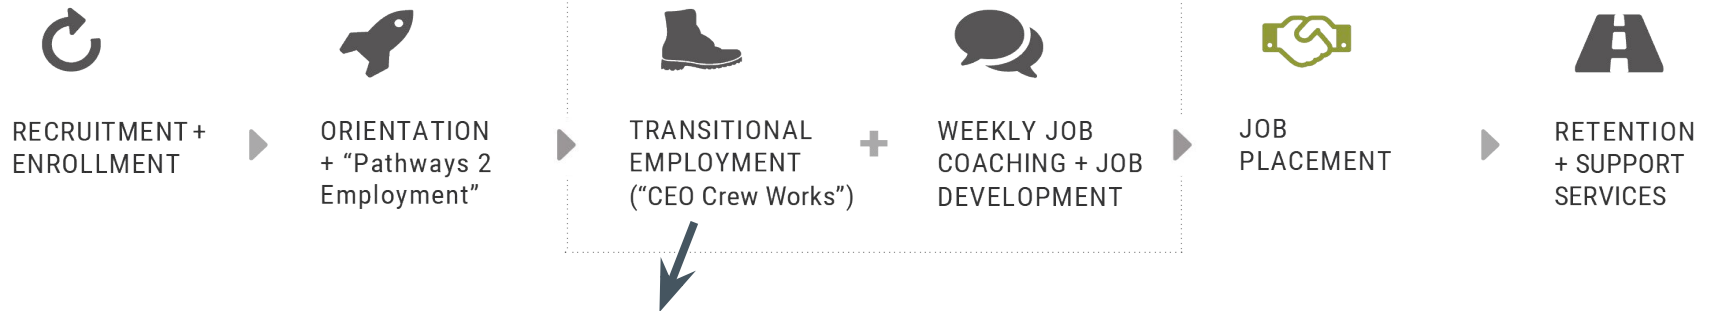 RECRUITMENT +
ENROLLMENT
ORIENTATION
+ “Pathways 2
Employment”
TRANSITIONAL
EMPLOYMENT
(“CEO Crew Works”)
WEEKLY JOB
COACHING + JOB
DEVELOPMENT
JOB
PLACEMENT
RETENTION
+ SUPPORT
SERVICES